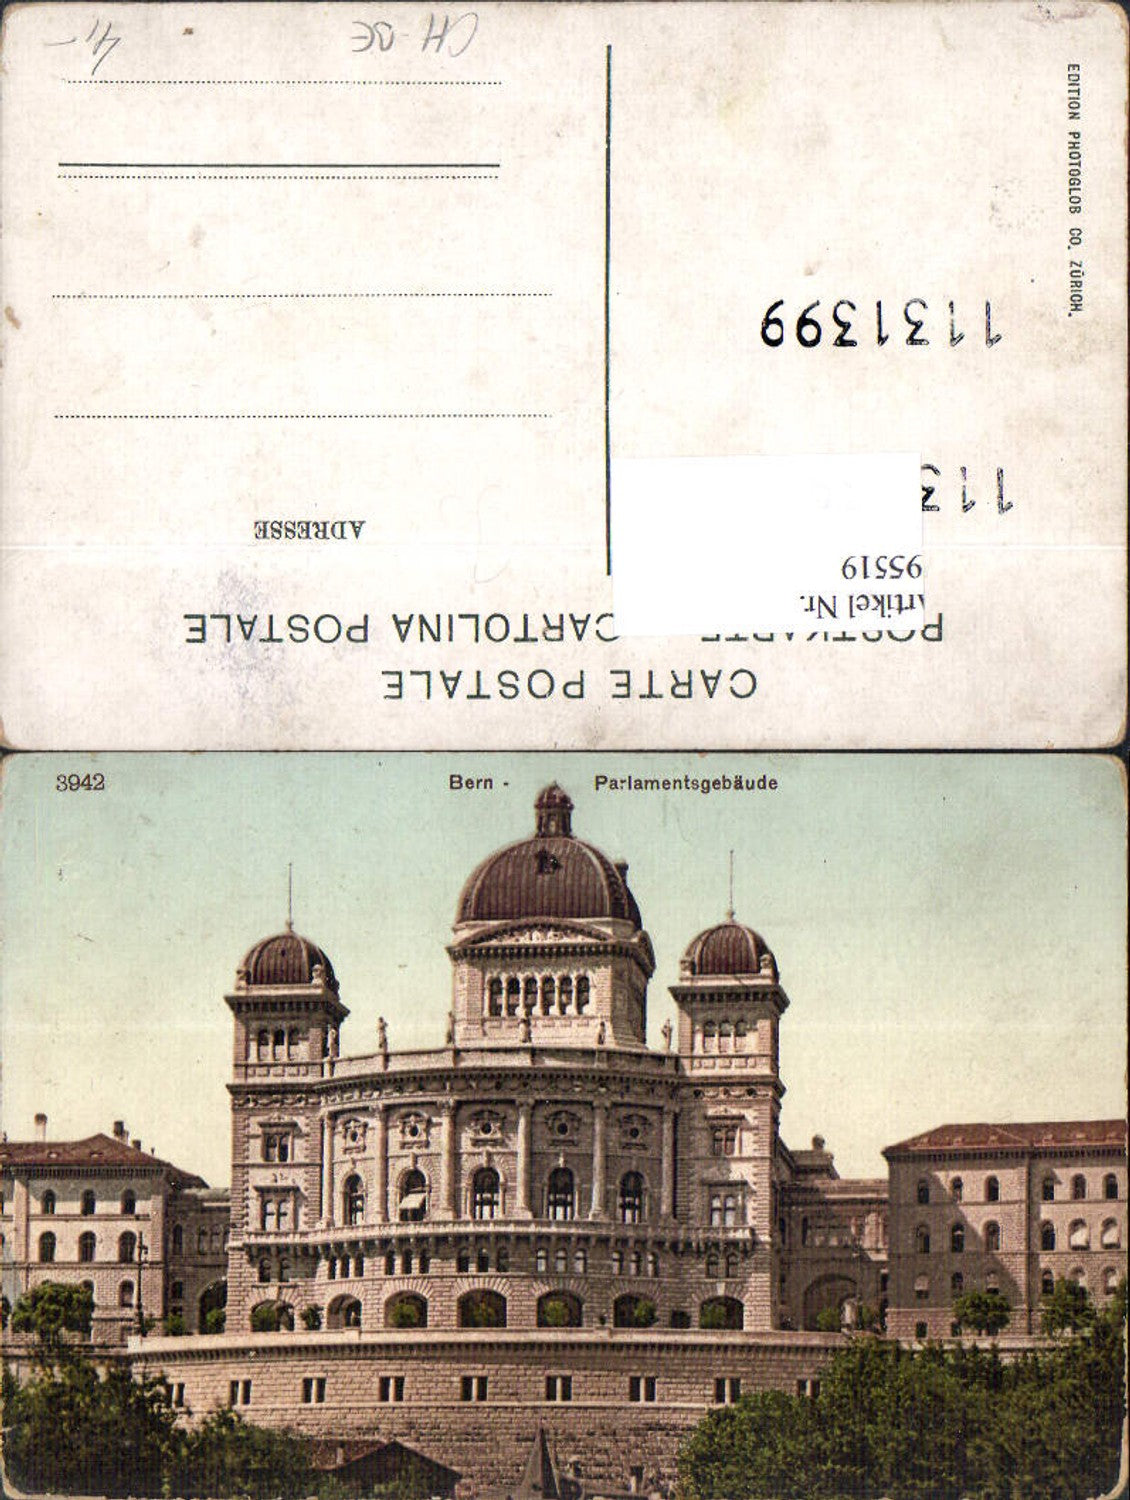 CARTE POSTALE
POSTKARTE CARTOLINA POSTALE
ADRESSE
Artikel Nr.
95519
113
1131399
EDITION PHOTOGLOB CO. ZÜRICH.
CH-BE
4,-
3942 Bern - Parlamentsgebäude